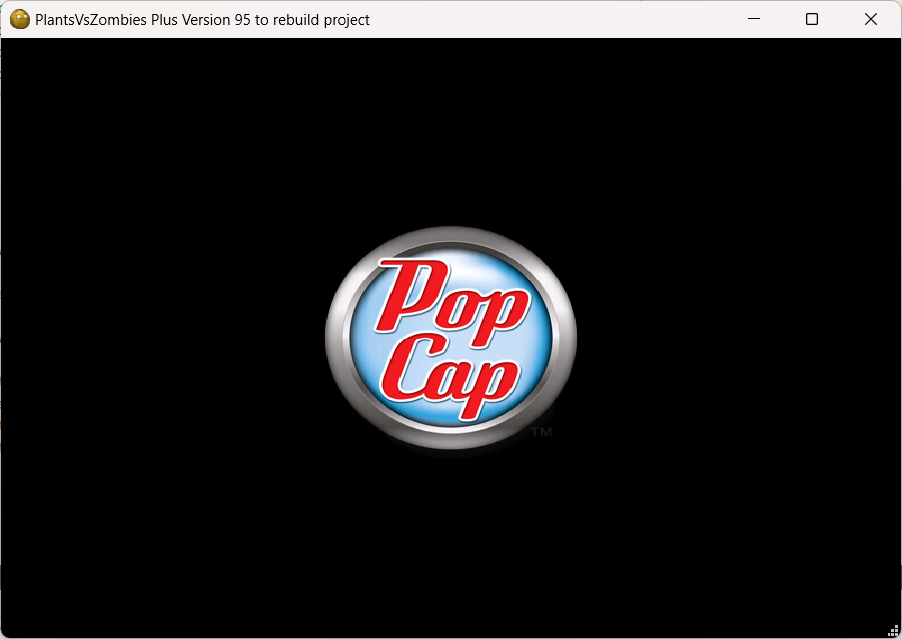 PlantsVsZombies Plus Version 95 to rebuild project
Pop
Cap
TM